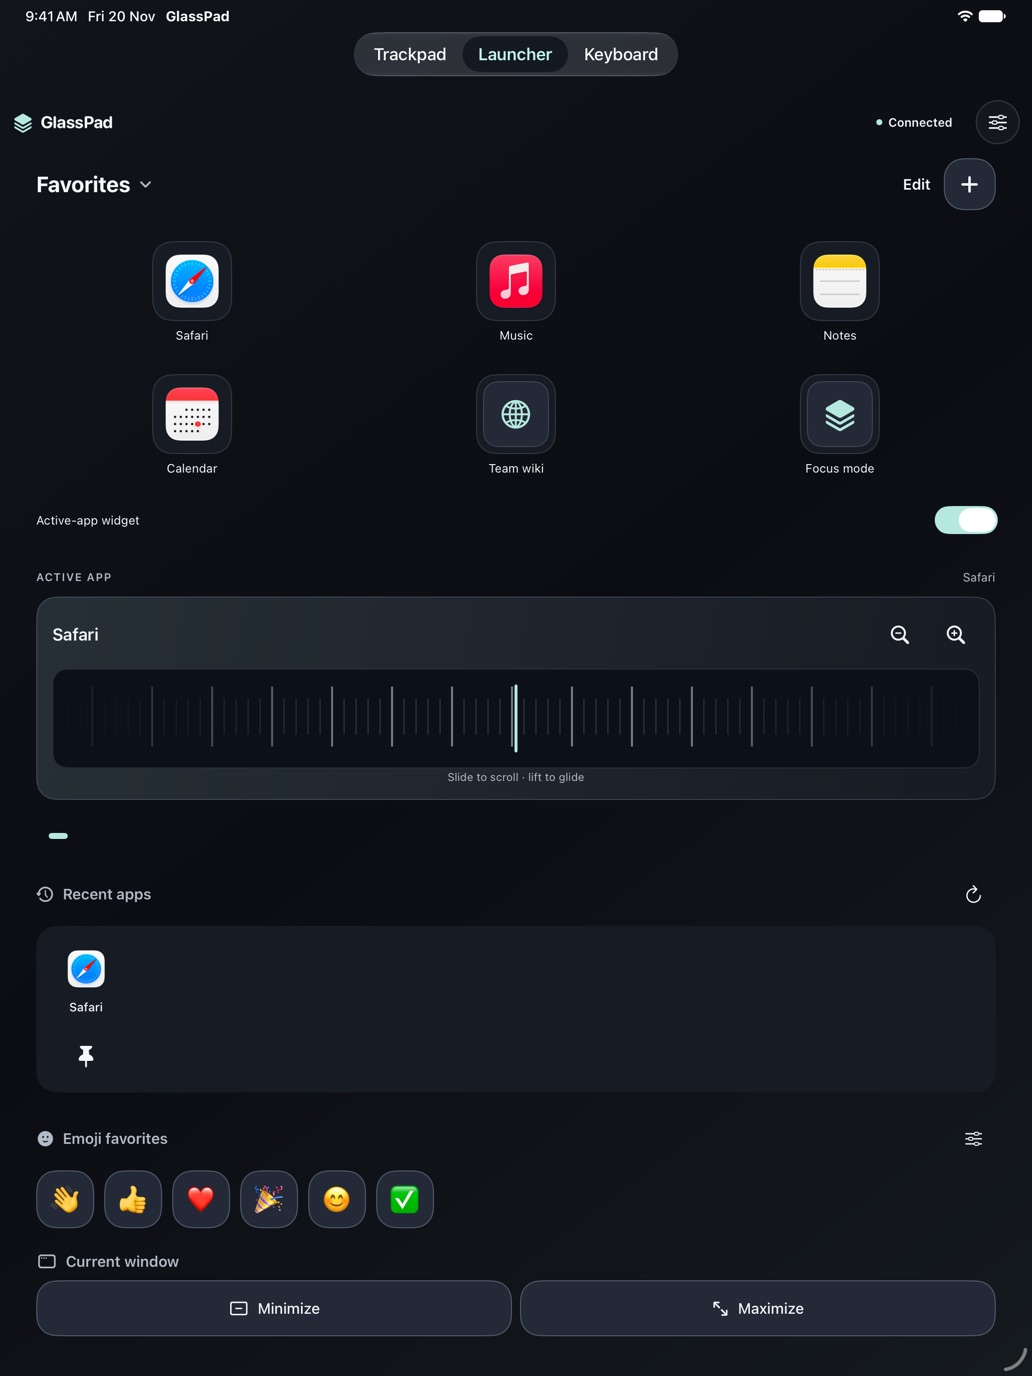 9:41 AM Fri 20 Nov GlassPad
Trackpad Launcher Keyboard
GlassPad
Connected
Favorites
Edit
Safari
Music
Notes
Calendar
Team wiki
Focus mode
Active-app widget
ACTIVE APP
Safari
Safari
Slide to scroll · lift to glide
Recent apps
Safari
Emoji favorites
Current window
Minimize
Maximize